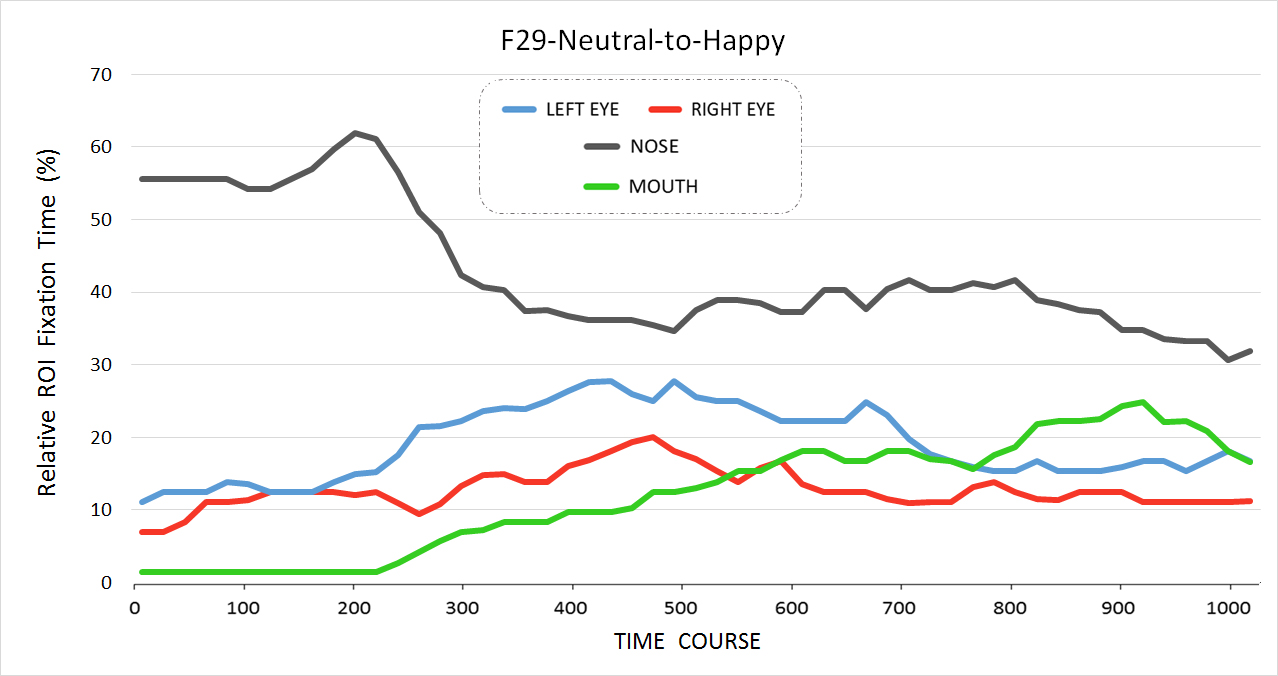 F29-Neutral-to-Happy
70
60
50
40
30
20
10
0
Relative ROI Fixation Time (%)
LEFT EYE RIGHT EYE
NOSE
MOUTH
0 100 200 300 400 500 600 700 800 900 1000
TIME COURSE